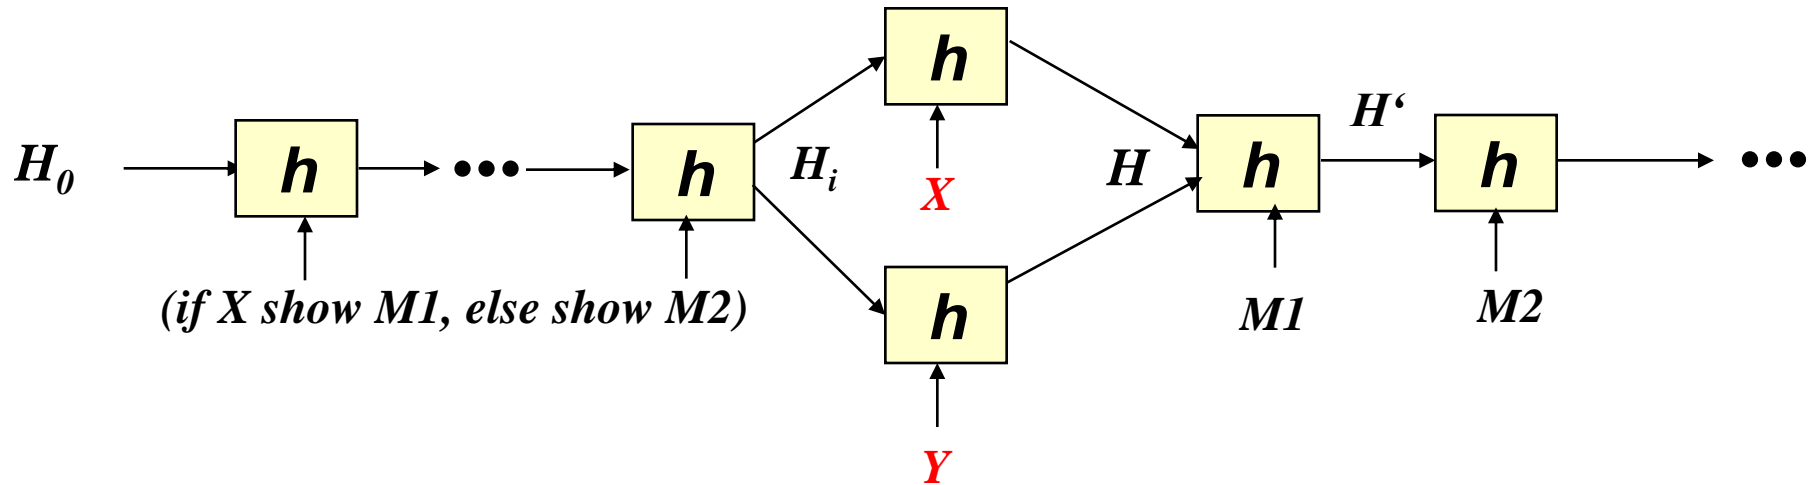 h
H0
h
h
Hi
X
H
h
H‘
h
(if X show M1, else show M2)
h
M1
M2
Y